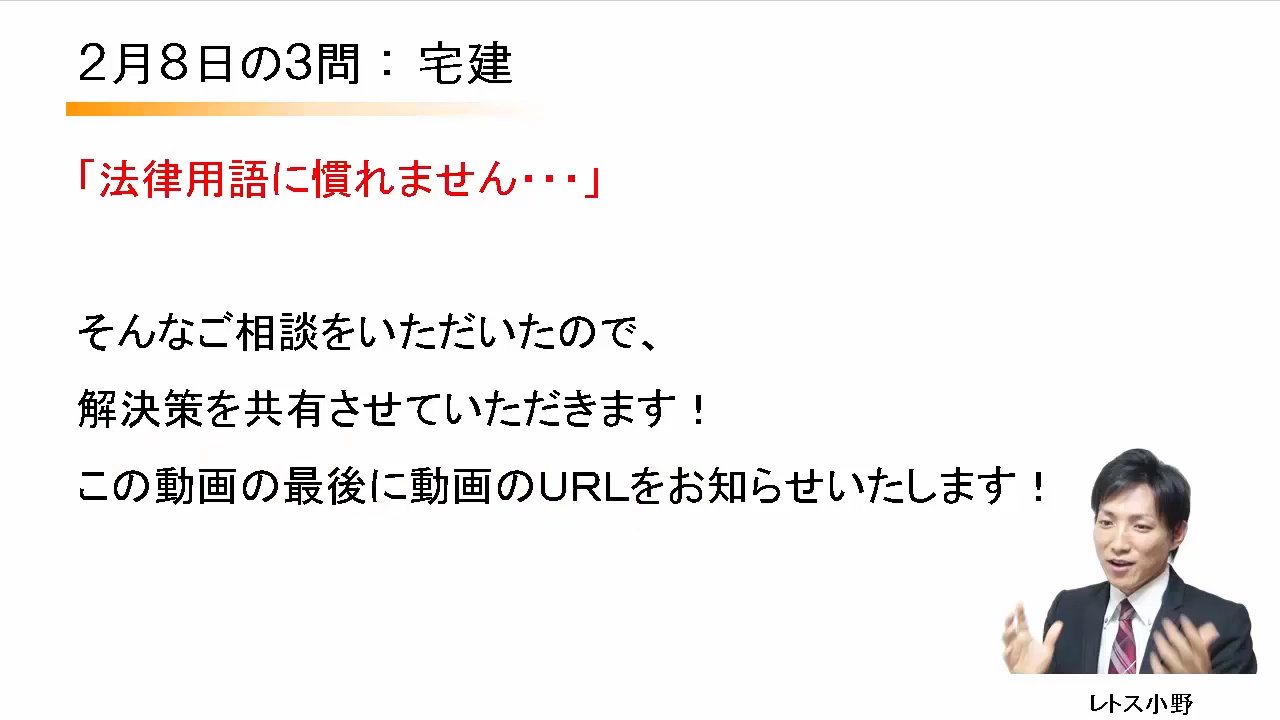 ２月８日の３問：宅建
「法律用語に慣れません・・・」
そんなご相談をいただいたので、
解決策を共有させていただきます！
この動画の最後に動画のＵＲＬをお知らせいたします！
レトス小野